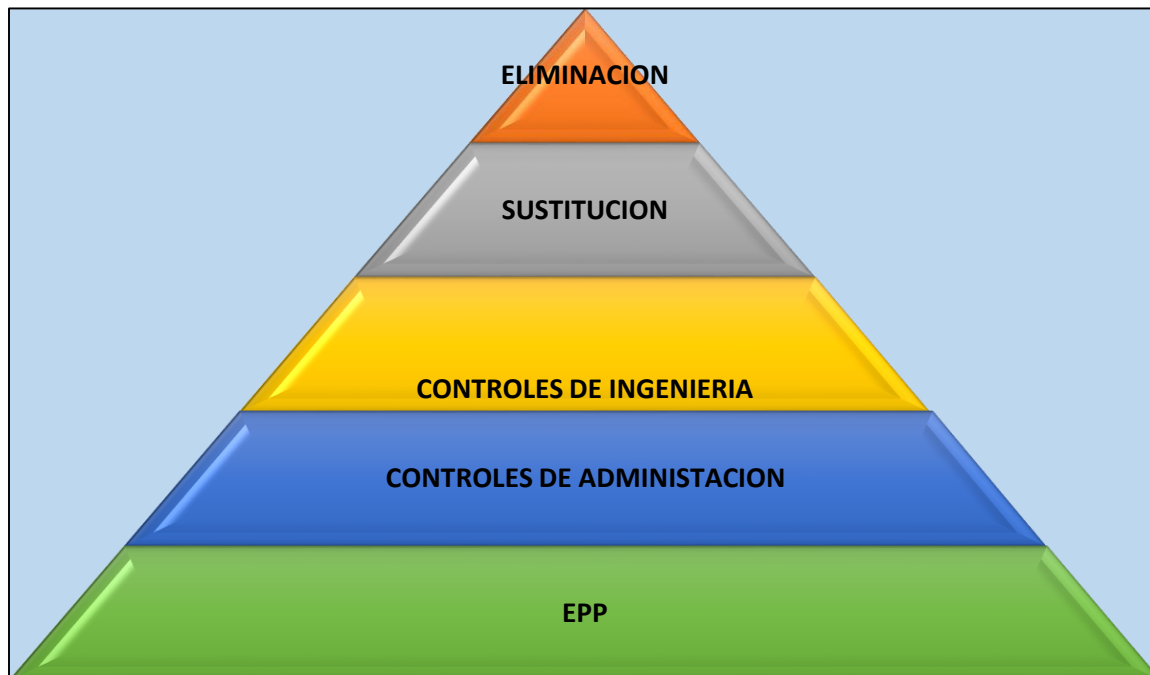 ELIMINACION
SUSTITUCION
CONTROLES DE INGENIERIA
CONTROLES DE ADMINISTACION
EPP